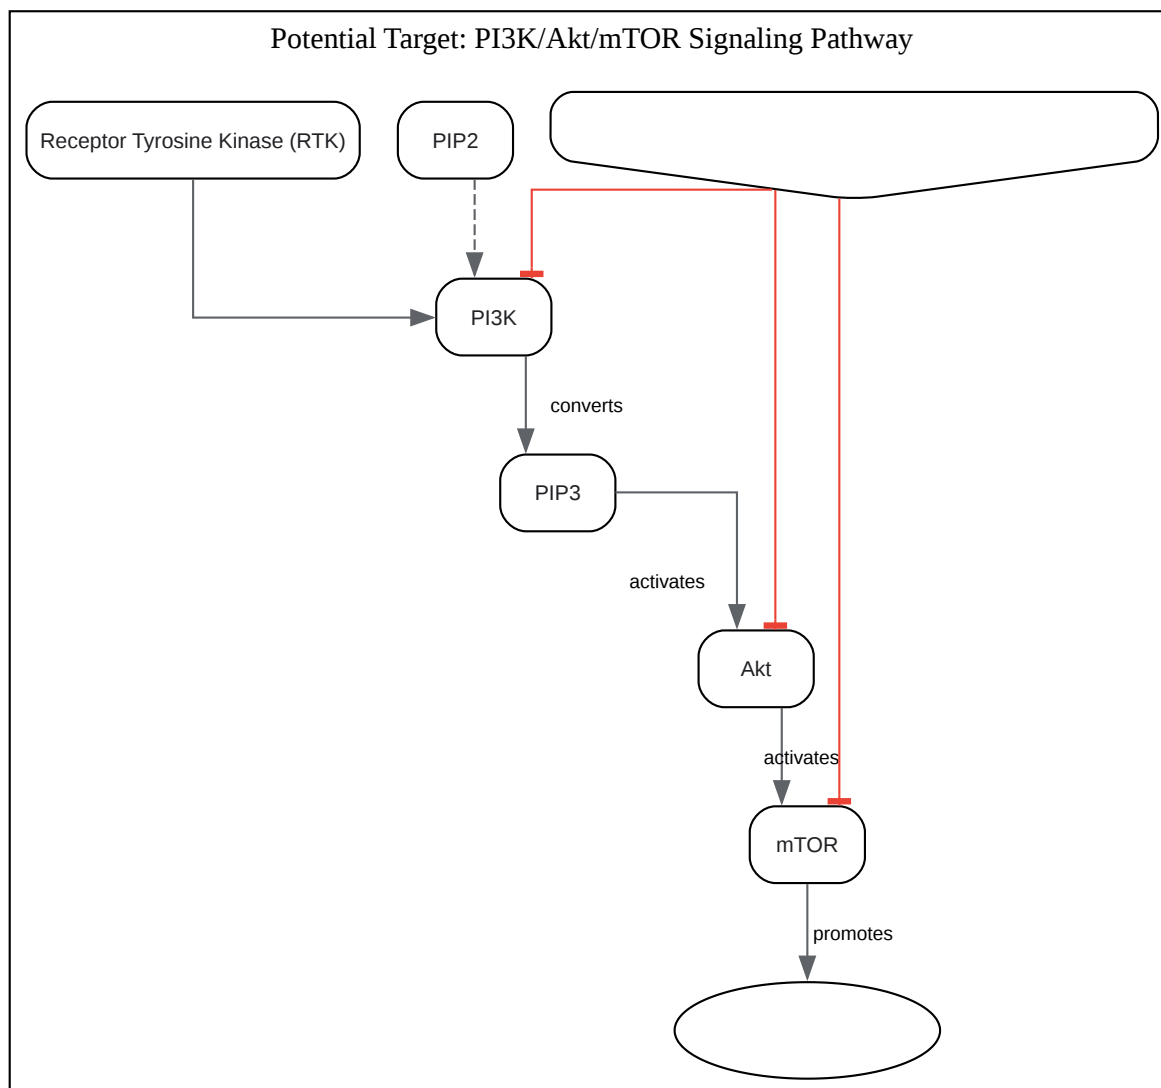 Potential Target: PI3K/Akt/mTOR Signaling Pathway
Receptor Tyrosine Kinase (RTK)
PIP2
PI3K
converts
PIP3
activates
Akt
activates
mTOR
promotes